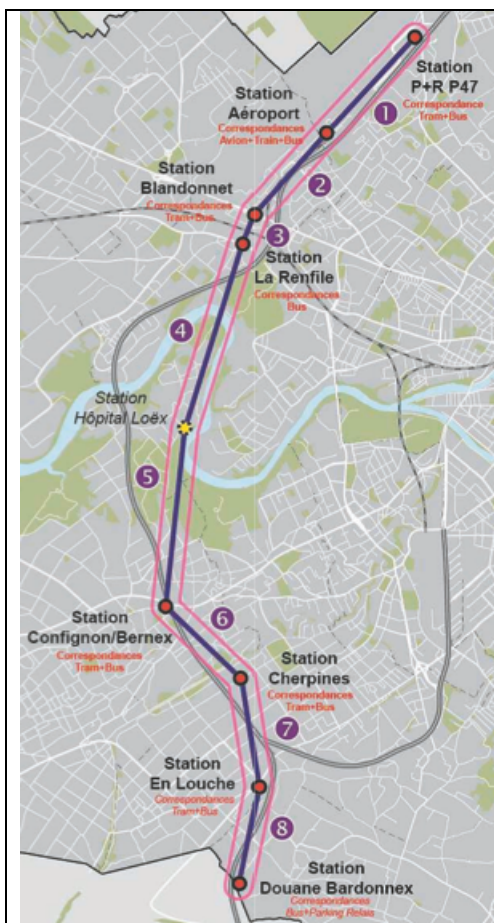 Station
P+R P47
Correspondance
Tram+Bus
Station
Aéroport
Correspondances
Avion+Train+Bus
1
2
Station
Blandonnet
Correspondances
Tram+Bus
3
Station
La Renfile
Correspondances
Bus
4
Station
Hôpital Loëx
5
Station
Confignon/Bernex
Correspondances
Tram+Bus
6
Station
Cherpines
Correspondances
Tram+Bus
7
Station
En Louche
Correspondances
Tram+Bus
8
Station
Douane Bardonnex
Correspondances
Bus+Parking Relais